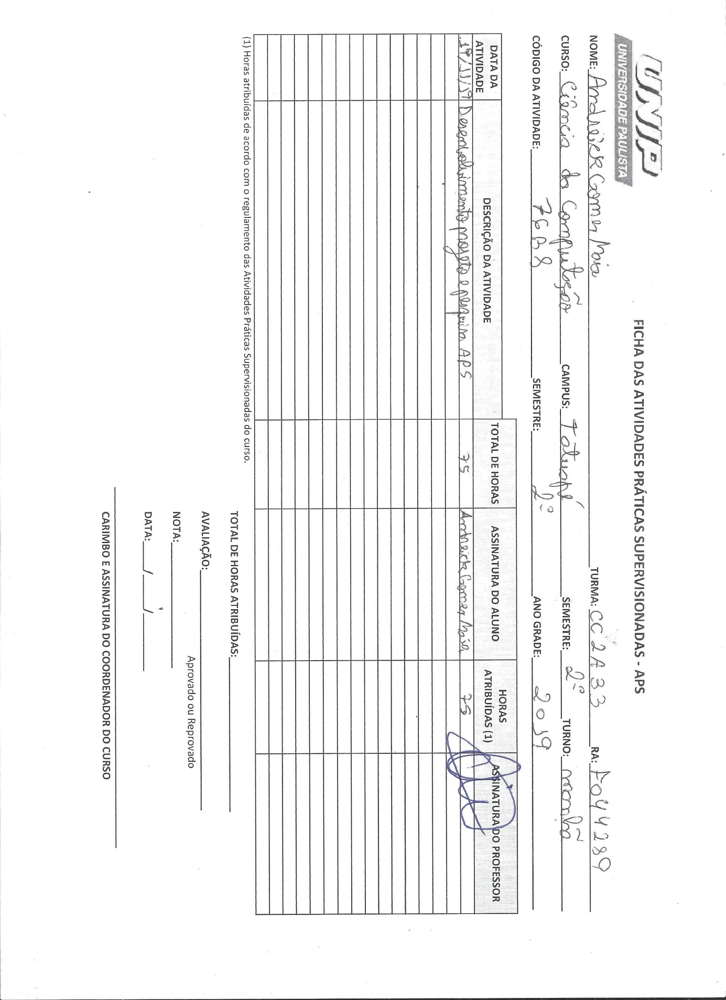 UNIP
UNIVERSIDADE PAULISTA
FICHA DAS ATIVIDADES PRÁTICAS SUPERVISIONADAS - APS
NOME: Andreick Gomes Maia TURMA: CC2A33 RA: F044289
CURSO: Ciência da Computação CAMPUS: Tatuapé SEMESTRE: 2º TURNO: manhã
CÓDIGO DA ATIVIDADE: 76B8 SEMESTRE: 2º ANO GRADE: 2019
DATA DA ATIVIDADE DESCRIÇÃO DA ATIVIDADE TOTAL DE HORAS ASSINATURA DO ALUNO HORAS ATRIBUÍDAS (1) ASSINATURA DO PROFESSOR
19/11/19 Desenvolvimento projeto e pesquisa APS 75 Andreick Gomes Maia 75
(1) Horas atribuídas de acordo com o regulamento das Atividades Práticas Supervisionadas do curso.
TOTAL DE HORAS ATRIBUÍDAS:
AVALIAÇÃO:
Aprovado ou Reprovado
NOTA:
DATA: / /
CARIMBO E ASSINATURA DO COORDENADOR DO CURSO